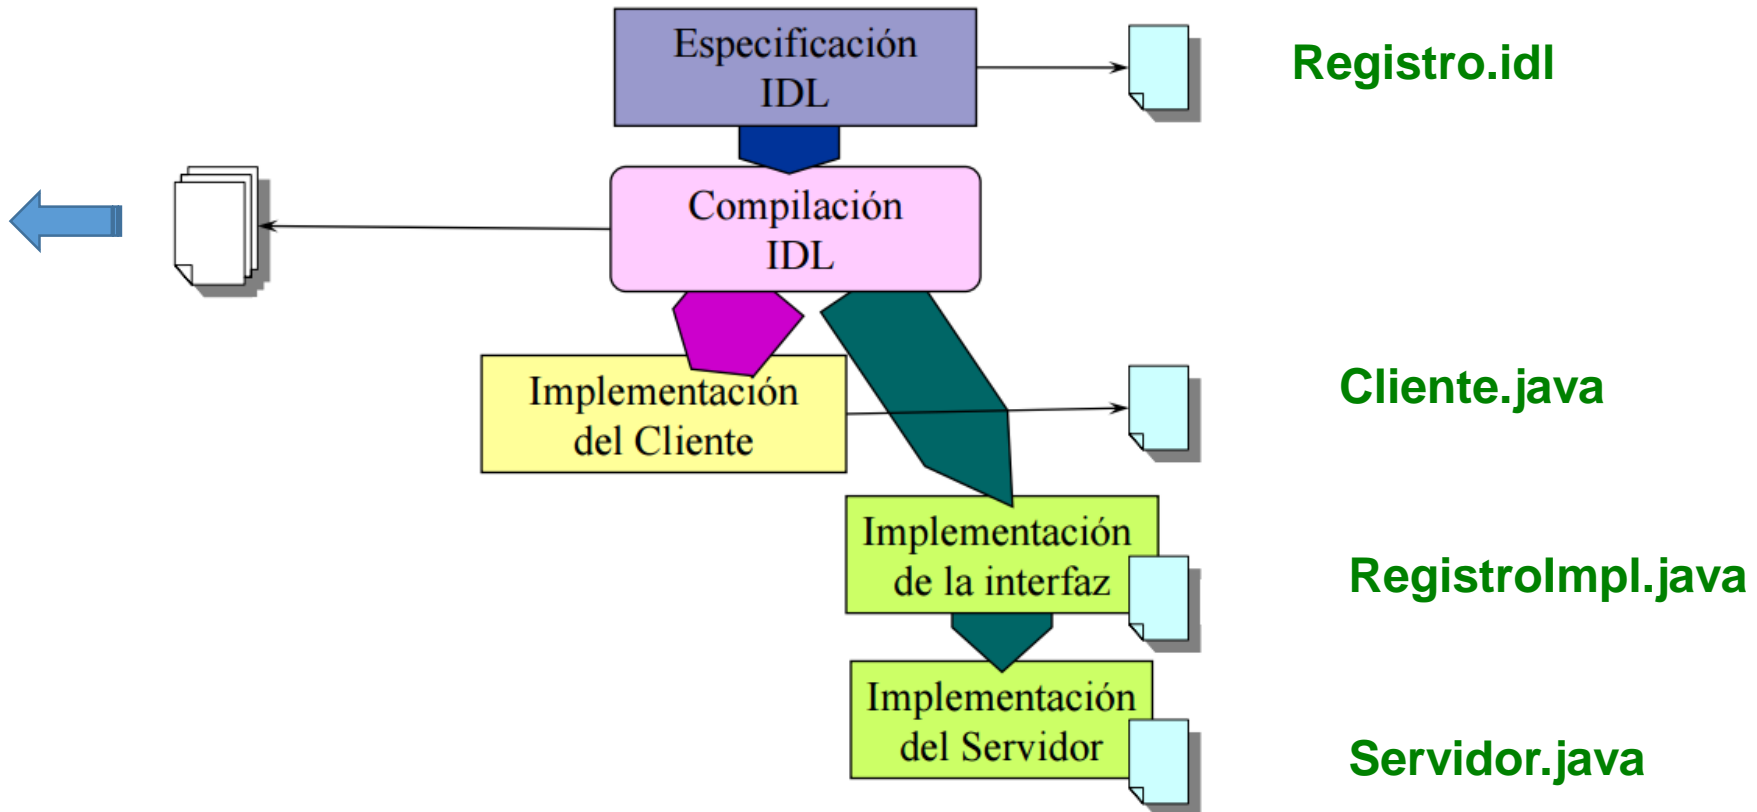 Especificación
IDL
Registro.idl
Compilación
IDL
Implementación
del Cliente
Cliente.java
Implementación
de la interfaz
RegistroImpl.java
Implementación
del Servidor
Servidor.java